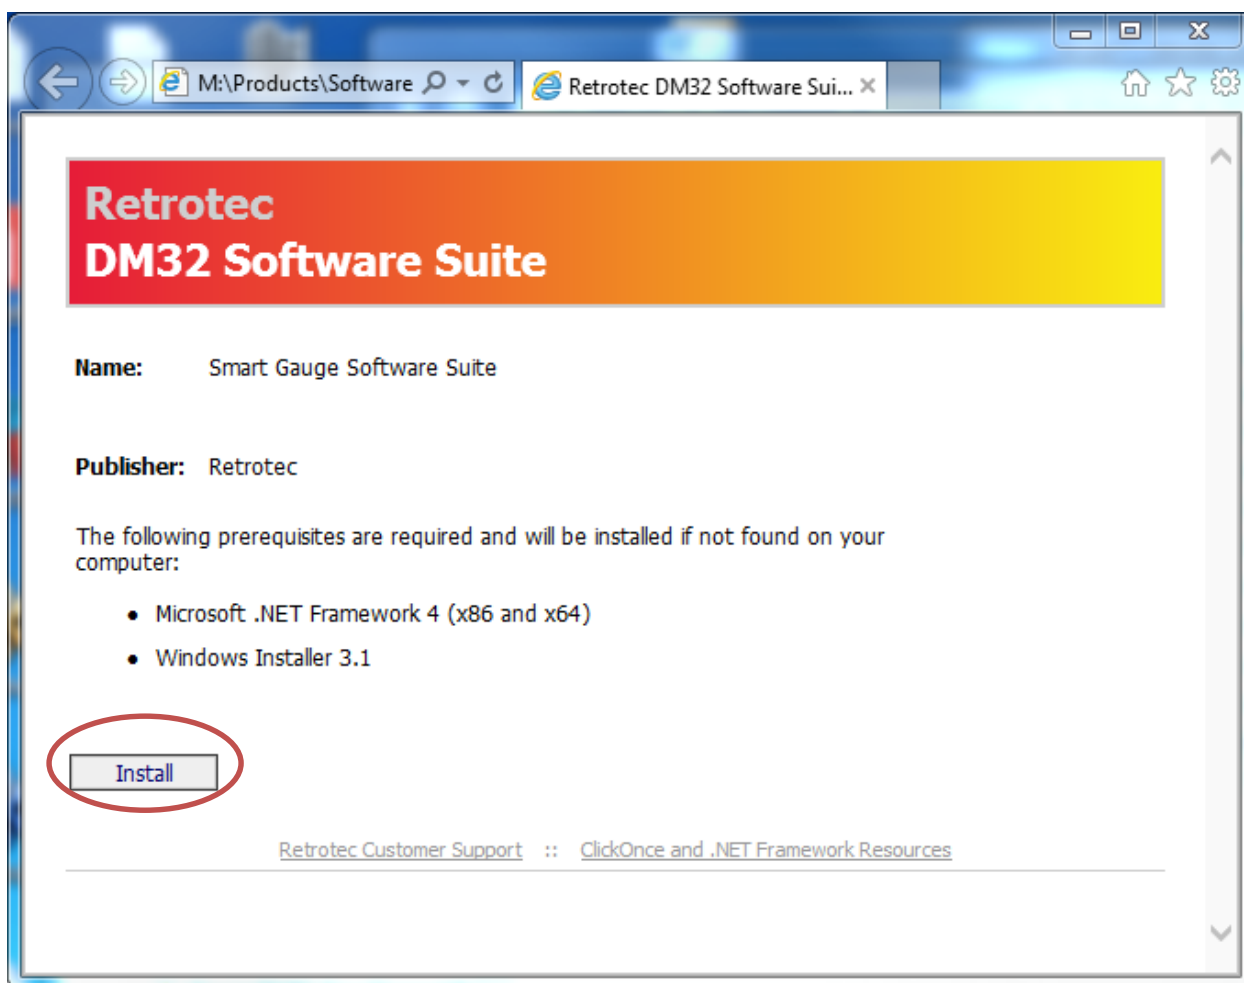 M:\Products\Software
Retrotec DM32 Software Sui...
Retrotec
DM32 Software Suite
Name: Smart Gauge Software Suite
Publisher: Retrotec
The following prerequisites are required and will be installed if not found on your
computer:
• Microsoft .NET Framework 4 (x86 and x64)
• Windows Installer 3.1
Install
Retrotec Customer Support :: ClickOnce and .NET Framework Resources